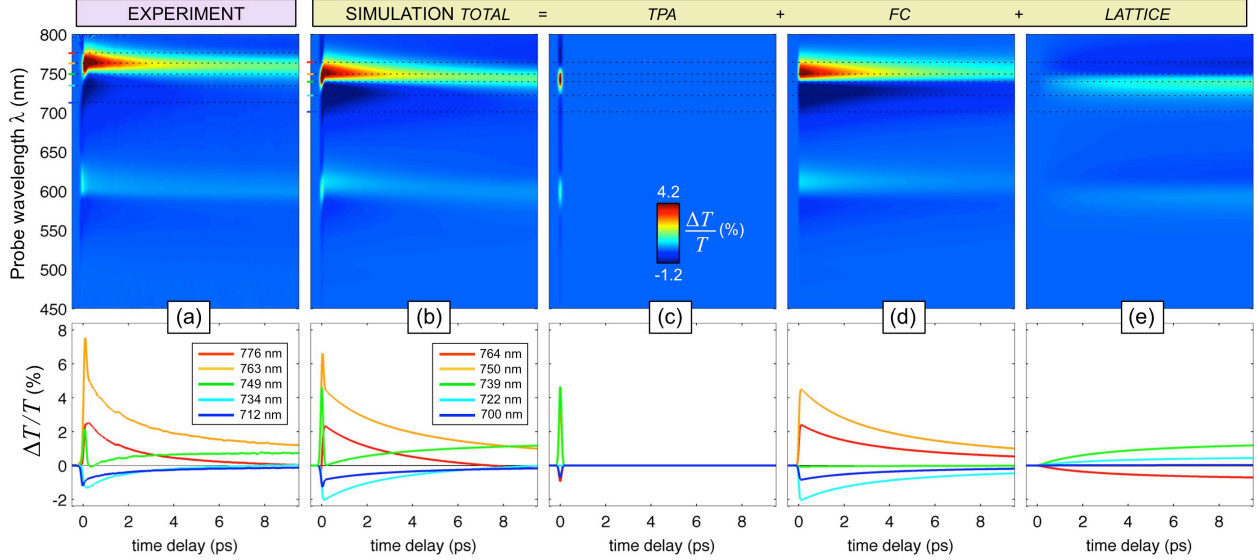 EXPERIMENT
SIMULATION TOTAL = TPA + FC + LATTICE
Probe wavelength λ (nm)
800
750
700
650
600
550
500
450
4.2
ΔT/T (%)
-1.2
(a)
(b)
(c)
(d)
(e)
ΔT/T (%)
8
6
4
2
0
-2
776 nm
763 nm
749 nm
734 nm
712 nm
764 nm
750 nm
739 nm
722 nm
700 nm
0 2 4 6 8
0 2 4 6 8
0 2 4 6 8
0 2 4 6 8
0 2 4 6 8
time delay (ps)
time delay (ps)
time delay (ps)
time delay (ps)
time delay (ps)